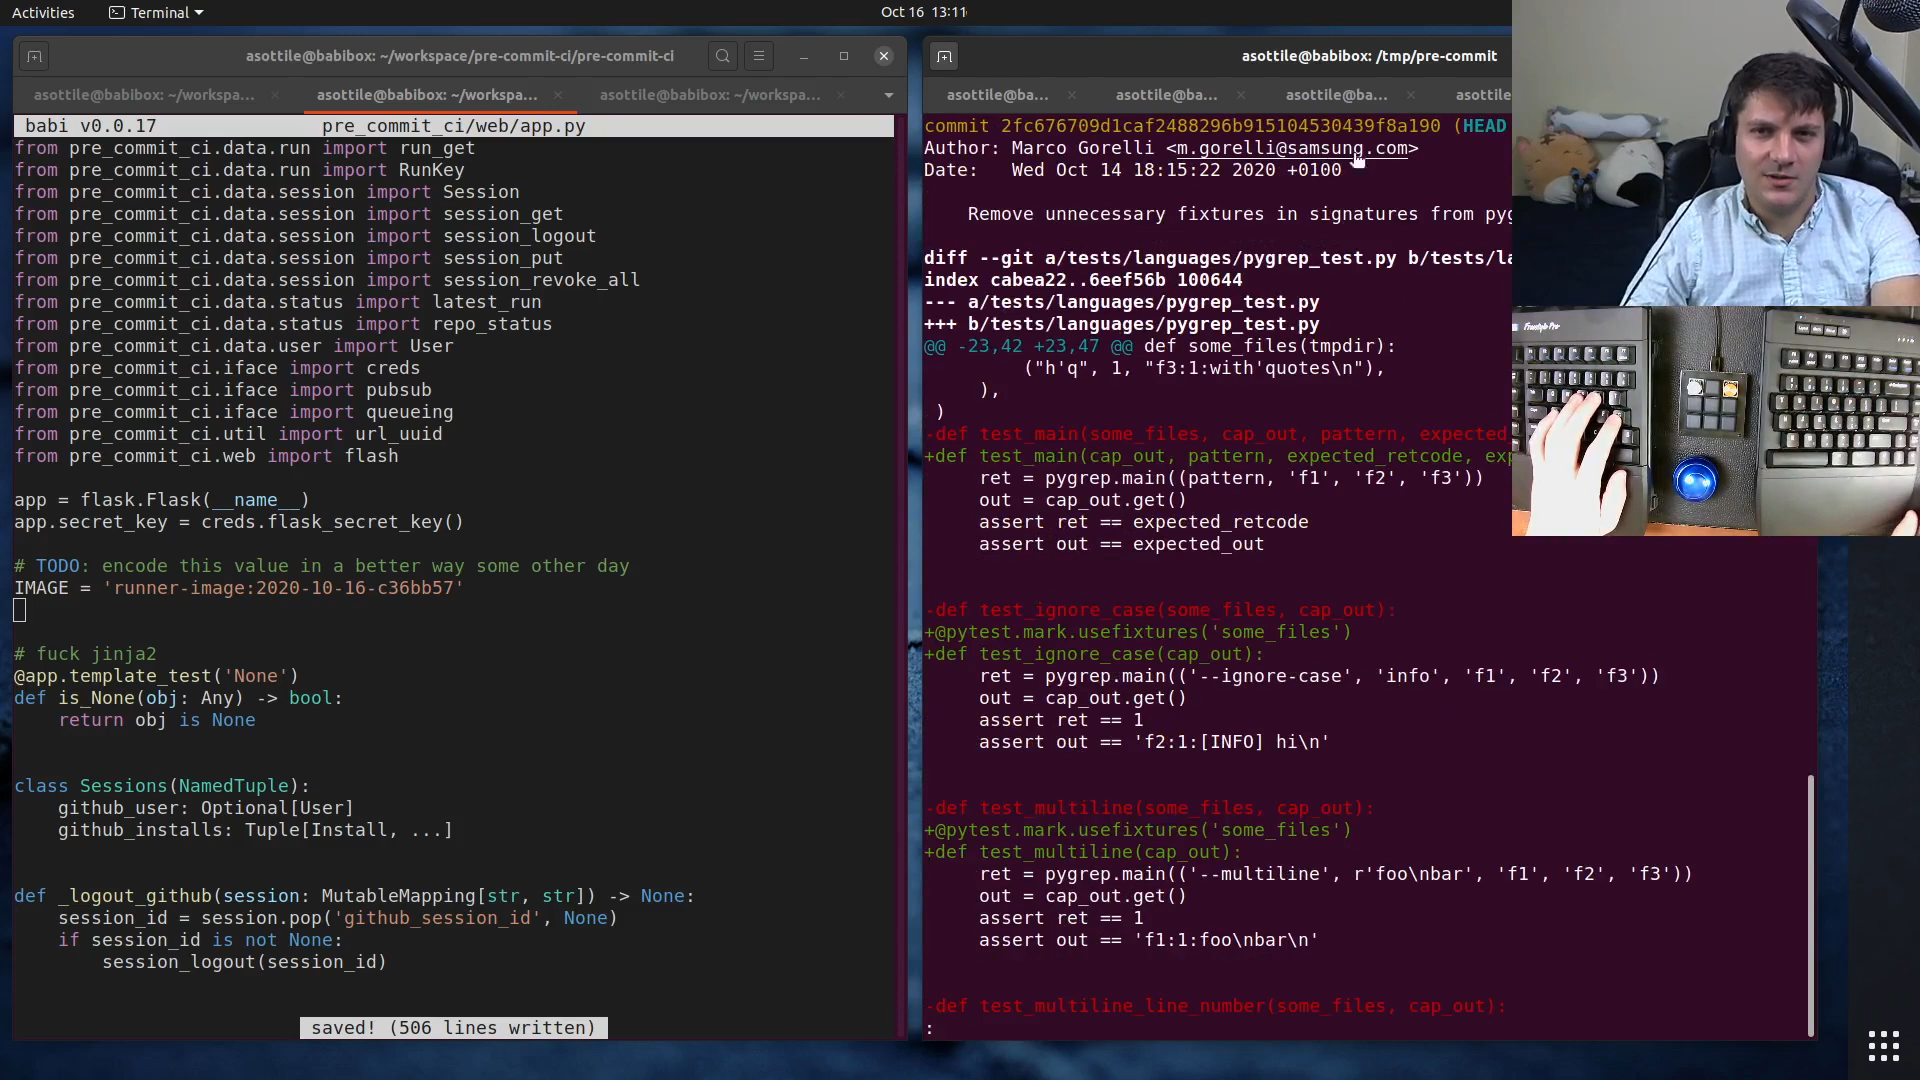 Activities
Terminal
Oct 16 13:11
asottile@babibox: ~/workspace/pre-commit-ci/pre-commit-ci
asottile@babibox: ~/workspa…
asottile@babibox: ~/workspa…
asottile@babibox: ~/workspa…
babi v0.0.17 pre_commit_ci/web/app.py
from pre_commit_ci.data.run import run_get
from pre_commit_ci.data.run import RunKey
from pre_commit_ci.data.session import Session
from pre_commit_ci.data.session import session_get
from pre_commit_ci.data.session import session_logout
from pre_commit_ci.data.session import session_put
from pre_commit_ci.data.session import session_revoke_all
from pre_commit_ci.data.status import latest_run
from pre_commit_ci.data.status import repo_status
from pre_commit_ci.data.user import User
from pre_commit_ci.iface import creds
from pre_commit_ci.iface import pubsub
from pre_commit_ci.iface import queueing
from pre_commit_ci.util import url_uuid
from pre_commit_ci.web import flash
app = flask.Flask(__name__)
app.secret_key = creds.flask_secret_key()
# TODO: encode this value in a better way some other day
IMAGE = 'runner-image:2020-10-16-c36bb57'
# fuck jinja2
@app.template_test('None')
def is_None(obj: Any) -> bool:
    return obj is None
class Sessions(NamedTuple):
    github_user: Optional[User]
    github_installs: Tuple[Install, ...]
def _logout_github(session: MutableMapping[str, str]) -> None:
    session_id = session.pop('github_session_id', None)
    if session_id is not None:
        session_logout(session_id)
saved! (506 lines written)
asottile@babibox: /tmp/pre-commit
asottile@ba…
asottile@ba…
asottile@ba…
asottile
commit 2fc676709d1caf2488296b915104530439f8a190 (HEAD
Author: Marco Gorelli <m.gorelli@samsung.com>
Date:   Wed Oct 14 18:15:22 2020 +0100
    Remove unnecessary fixtures in signatures from pyg
diff --git a/tests/languages/pygrep_test.py b/tests/la
index cabea22..6eef56b 100644
--- a/tests/languages/pygrep_test.py
+++ b/tests/languages/pygrep_test.py
@@ -23,42 +23,47 @@ def some_files(tmpdir):
         ("h'q", 1, "f3:1:with'quotes\n"),
     ),
 )
-def test_main(some_files, cap_out, pattern, expected_
+def test_main(cap_out, pattern, expected_retcode, exp
     ret = pygrep.main((pattern, 'f1', 'f2', 'f3'))
     out = cap_out.get()
     assert ret == expected_retcode
     assert out == expected_out
-def test_ignore_case(some_files, cap_out):
+@pytest.mark.usefixtures('some_files')
+def test_ignore_case(cap_out):
     ret = pygrep.main(('--ignore-case', 'info', 'f1', 'f2', 'f3'))
     out = cap_out.get()
     assert ret == 1
     assert out == 'f2:1:[INFO] hi\n'
-def test_multiline(some_files, cap_out):
+@pytest.mark.usefixtures('some_files')
+def test_multiline(cap_out):
     ret = pygrep.main(('--multiline', r'foo\nbar', 'f1', 'f2', 'f3'))
     out = cap_out.get()
     assert ret == 1
     assert out == 'f1:1:foo\nbar\n'
-def test_multiline_line_number(some_files, cap_out):
:
Freestyle Pro